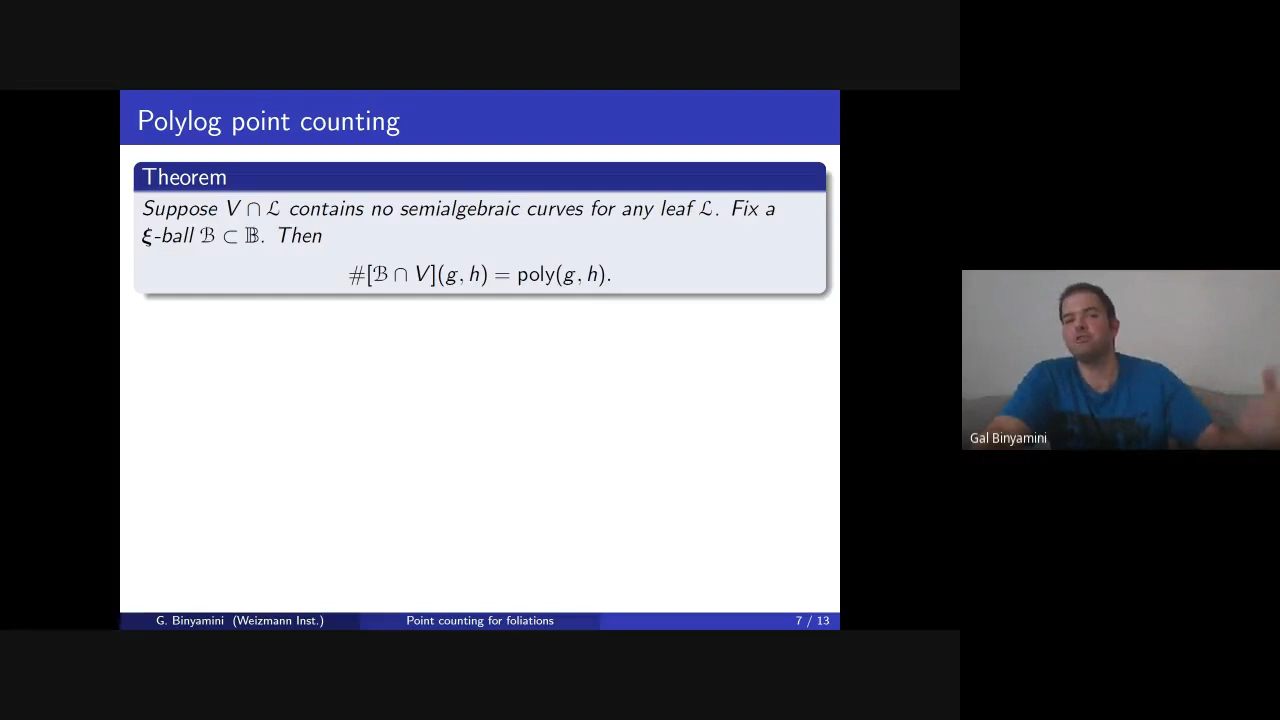 Polylog point counting
Theorem
Suppose V ∩ ℒ contains no semialgebraic curves for any leaf ℒ. Fix a
ξ-ball ℬ ⊂ 𝔹. Then
#[ℬ ∩ V](g, h) = poly(g, h).
Gal Binyamini
G. Binyamini (Weizmann Inst.) Point counting for foliations 7 / 13